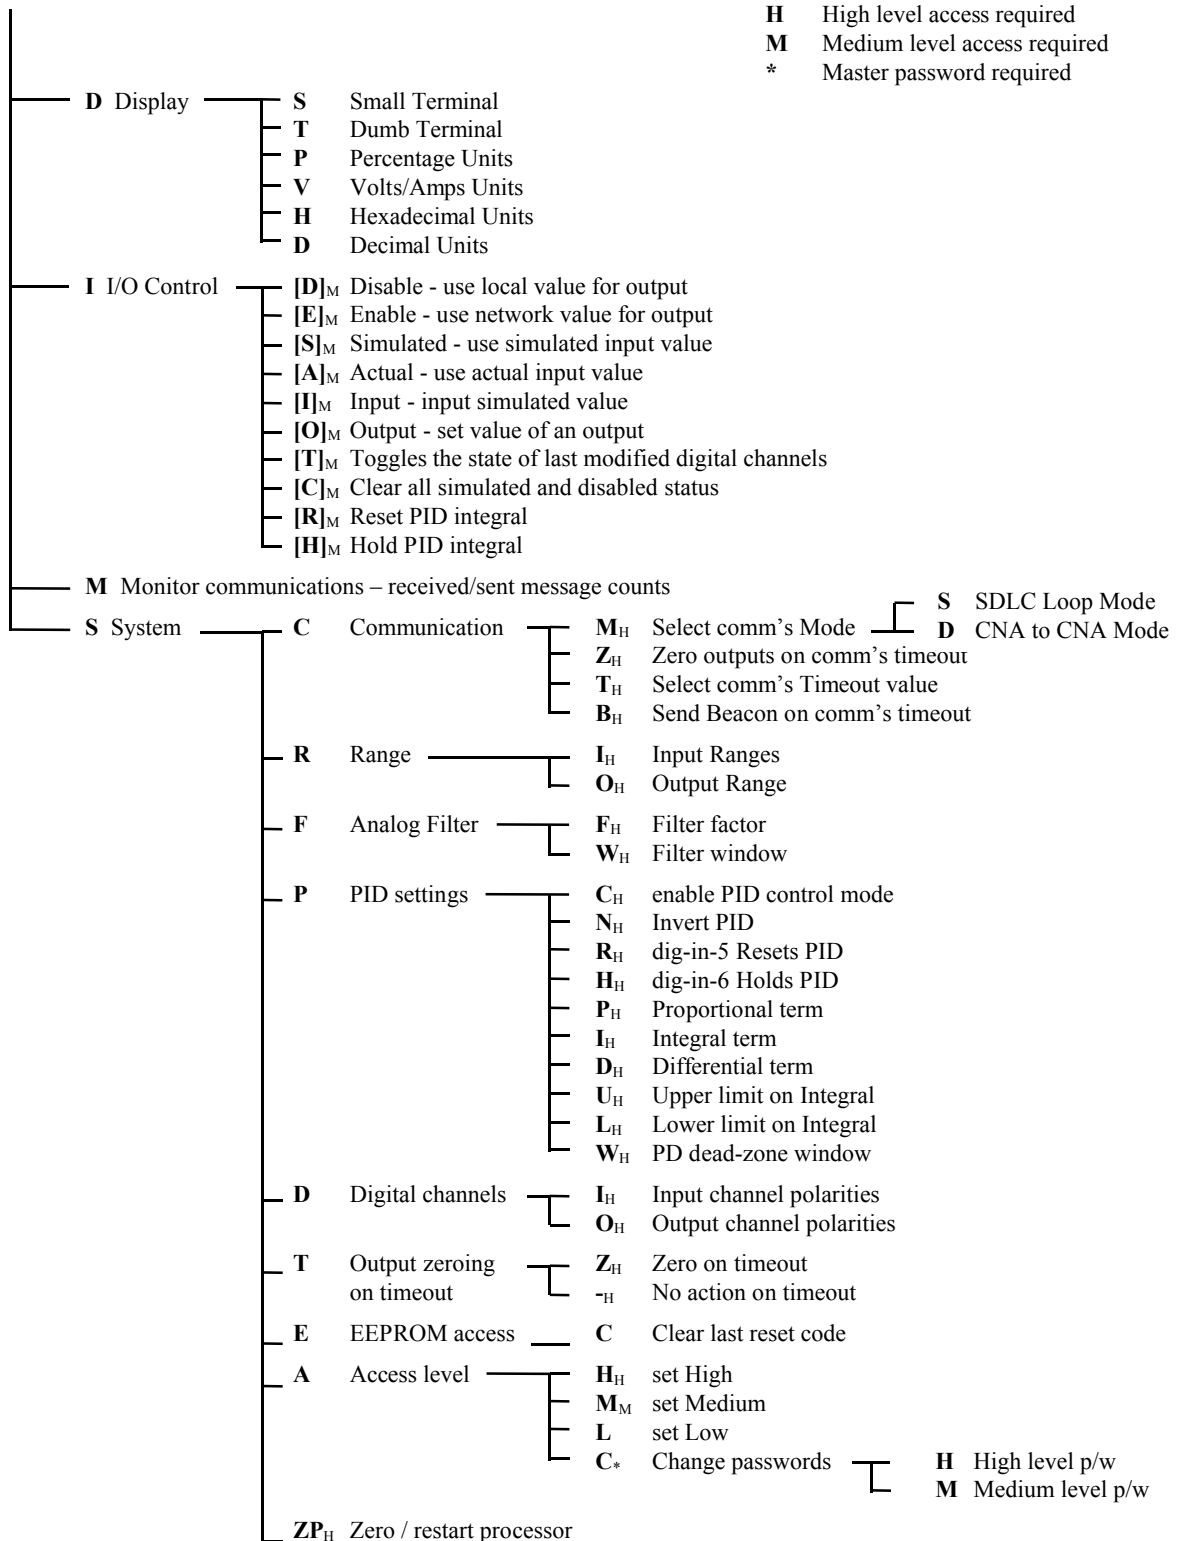 H High level access required
M Medium level access required
* Master password required
D Display S Small Terminal
T Dumb Terminal
P Percentage Units
V Volts/Amps Units
H Hexadecimal Units
D Decimal Units
I I/O Control [D]M Disable - use local value for output
[E]M Enable - use network value for output
[S]M Simulated - use simulated input value
[A]M Actual - use actual input value
[I]M Input - input simulated value
[O]M Output - set value of an output
[T]M Toggles the state of last modified digital channels
[C]M Clear all simulated and disabled status
[R]M Reset PID integral
[H]M Hold PID integral
M Monitor communications – received/sent message counts
S SDLC Loop Mode
S System C Communication MH Select comm's Mode D CNA to CNA Mode
ZH Zero outputs on comm's timeout
TH Select comm's Timeout value
BH Send Beacon on comm's timeout
R Range IH Input Ranges
OH Output Range
F Analog Filter FH Filter factor
WH Filter window
P PID settings CH enable PID control mode
NH Invert PID
RH dig-in-5 Resets PID
HH dig-in-6 Holds PID
PH Proportional term
IH Integral term
DH Differential term
UH Upper limit on Integral
LH Lower limit on Integral
WH PD dead-zone window
D Digital channels IH Input channel polarities
OH Output channel polarities
T Output zeroing ZH Zero on timeout
on timeout -H No action on timeout
E EEPROM access C Clear last reset code
A Access level HH set High
MM set Medium
L set Low
C* Change passwords H High level p/w
M Medium level p/w
ZPH Zero / restart processor